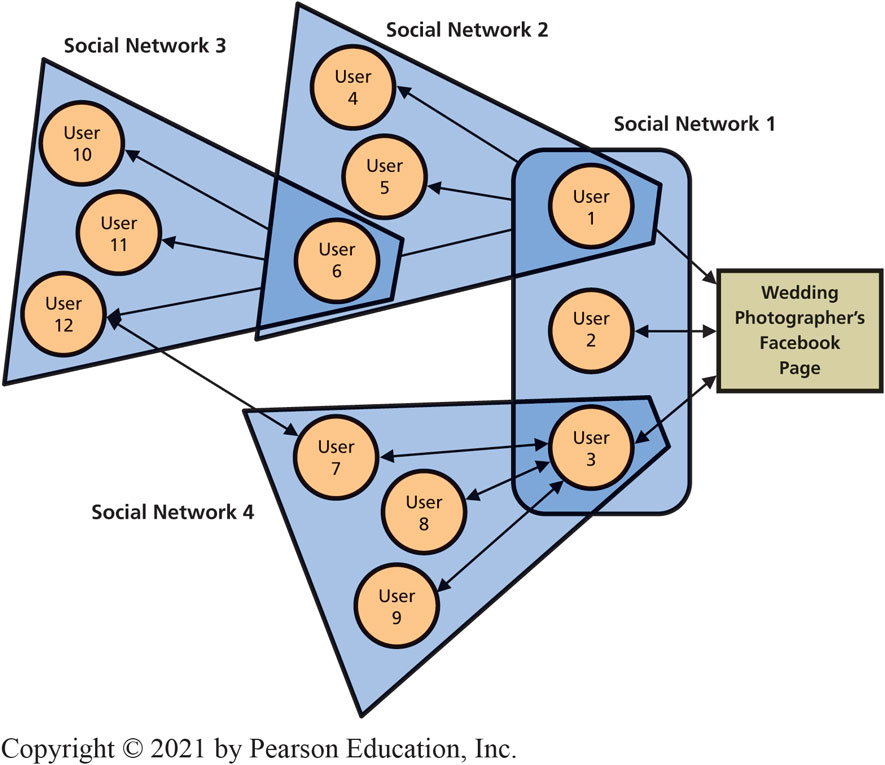 Social Network 2
Social Network 3
User
4
Social Network 1
User
10
User
5
User
1
User
11
User
6
User
12
Wedding
Photographer's
Facebook
Page
User
2
User
3
User
7
Social Network 4
User
8
User
9
Copyright © 2021 by Pearson Education, Inc.